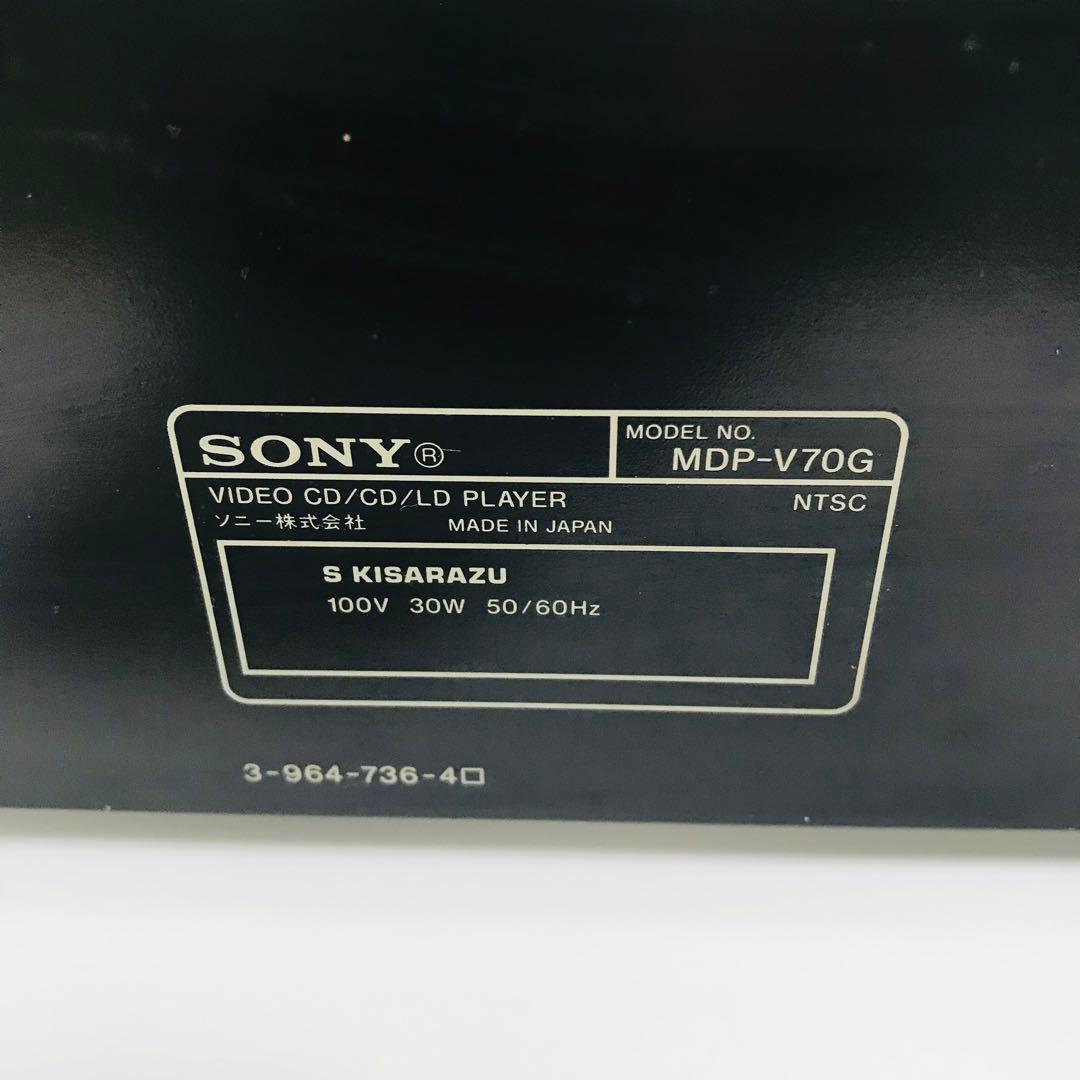 SONY®
MODEL NO.
MDP-V70G
VIDEO CD/CD/LD PLAYER
NTSC
ソニー株式会社 MADE IN JAPAN
S KISARAZU
100V 30W 50/60Hz
3-964-736-4□